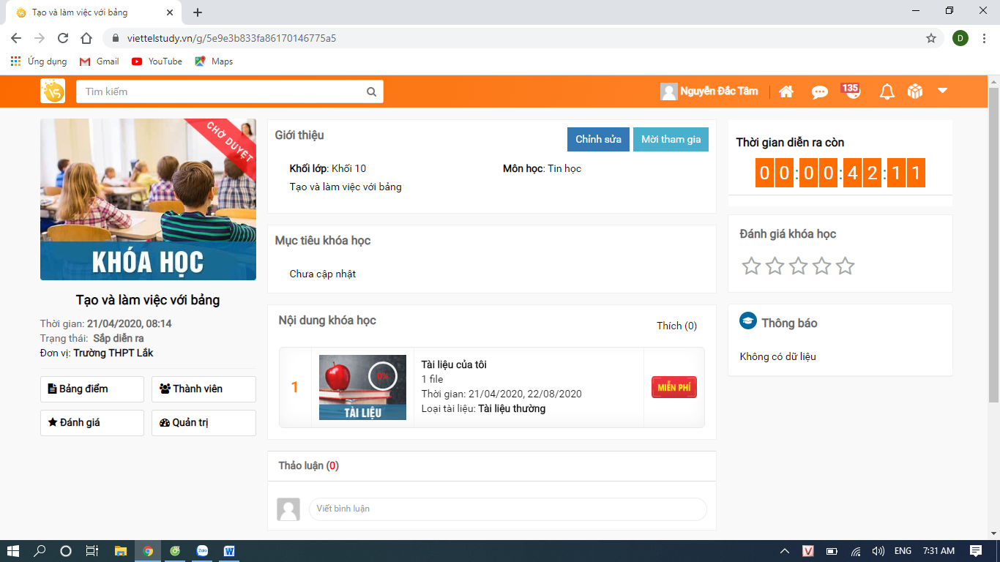 Tạo và làm việc với bảng
viettelstudy.vn/g/5e9e3b833fa86170146775a5
D
Ứng dụng
Gmail
YouTube
Maps
VS
Tìm kiếm
Nguyễn Đắc Tâm
135
CHỜ DUYỆT
KHÓA HỌC
Tạo và làm việc với bảng
Thời gian: 21/04/2020, 08:14
Trạng thái: Sắp diễn ra
Đơn vị: Trường THPT Lắk
Bảng điểm
Thành viên
Đánh giá
Quản trị
Giới thiệu
Chỉnh sửa
Mời tham gia
Khối lớp: Khối 10
Môn học: Tin học
Tạo và làm việc với bảng
Mục tiêu khóa học
Chưa cập nhật
Nội dung khóa học
Thích (0)
1
0%
TÀI LIỆU
Tài liệu của tôi
1 file
Thời gian: 21/04/2020, 22/08/2020
Loại tài liệu: Tài liệu thường
MIỄN PHÍ
Thảo luận (0)
Viết bình luận
Thời gian diễn ra còn
00:00:42:11
Đánh giá khóa học
Thông báo
Không có dữ liệu
Zalo
W
V
ENG
7:31 AM